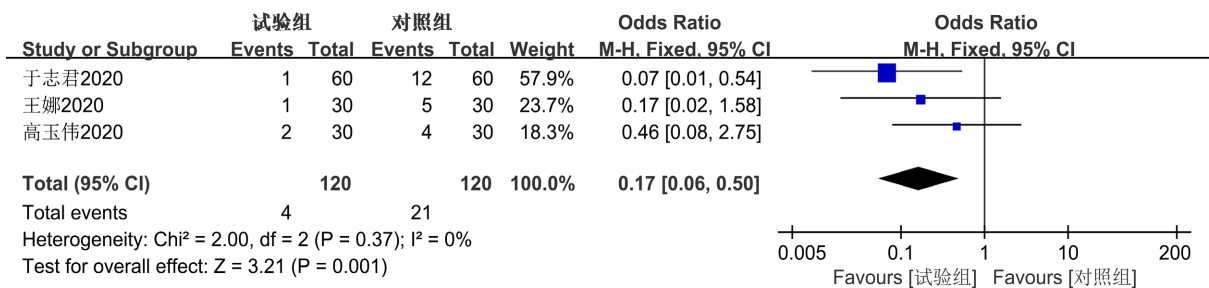 试验组 对照组 Odds Ratio Odds Ratio
Study or Subgroup Events Total Events Total Weight M-H, Fixed, 95% CI M-H, Fixed, 95% CI
于志君2020 1 60 12 60 57.9% 0.07 [0.01, 0.54]
王娜2020 1 30 5 30 23.7% 0.17 [0.02, 1.58]
高玉伟2020 2 30 4 30 18.3% 0.46 [0.08, 2.75]
Total (95% CI) 120 120 100.0% 0.17 [0.06, 0.50]
Total events 4 21
Heterogeneity: Chi² = 2.00, df = 2 (P = 0.37); I² = 0%
Test for overall effect: Z = 3.21 (P = 0.001)
0.005 0.1 1 10 200
Favours [试验组] Favours [对照组]